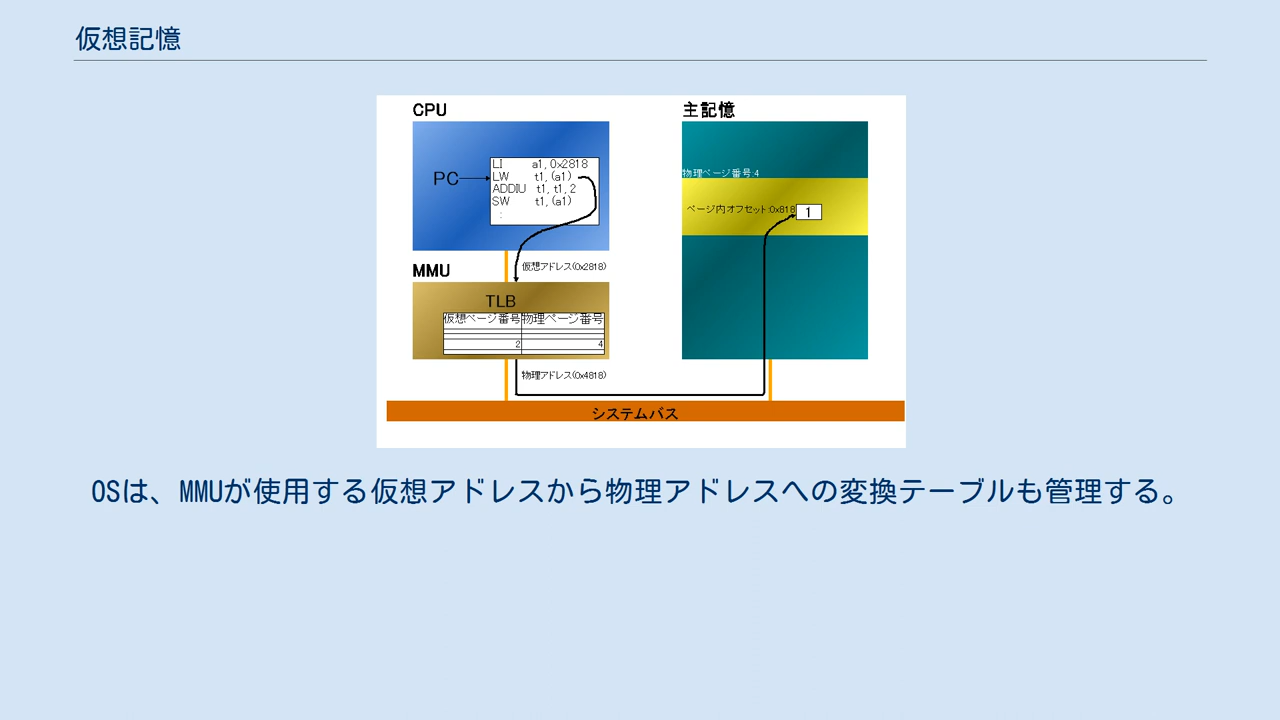 仮想記憶
CPU
PC
LI a1,0x2818
LW t1,(a1)
ADDIU t1,t1,2
SW t1,(a1)
:
仮想アドレス(0x2818)
MMU
TLB
仮想ページ番号 物理ページ番号
2 4
物理アドレス(0x4818)
主記憶
物理ページ番号:4
ページ内オフセット:0x818 1
システムバス
OSは、MMUが使用する仮想アドレスから物理アドレスへの変換テーブルも管理する。